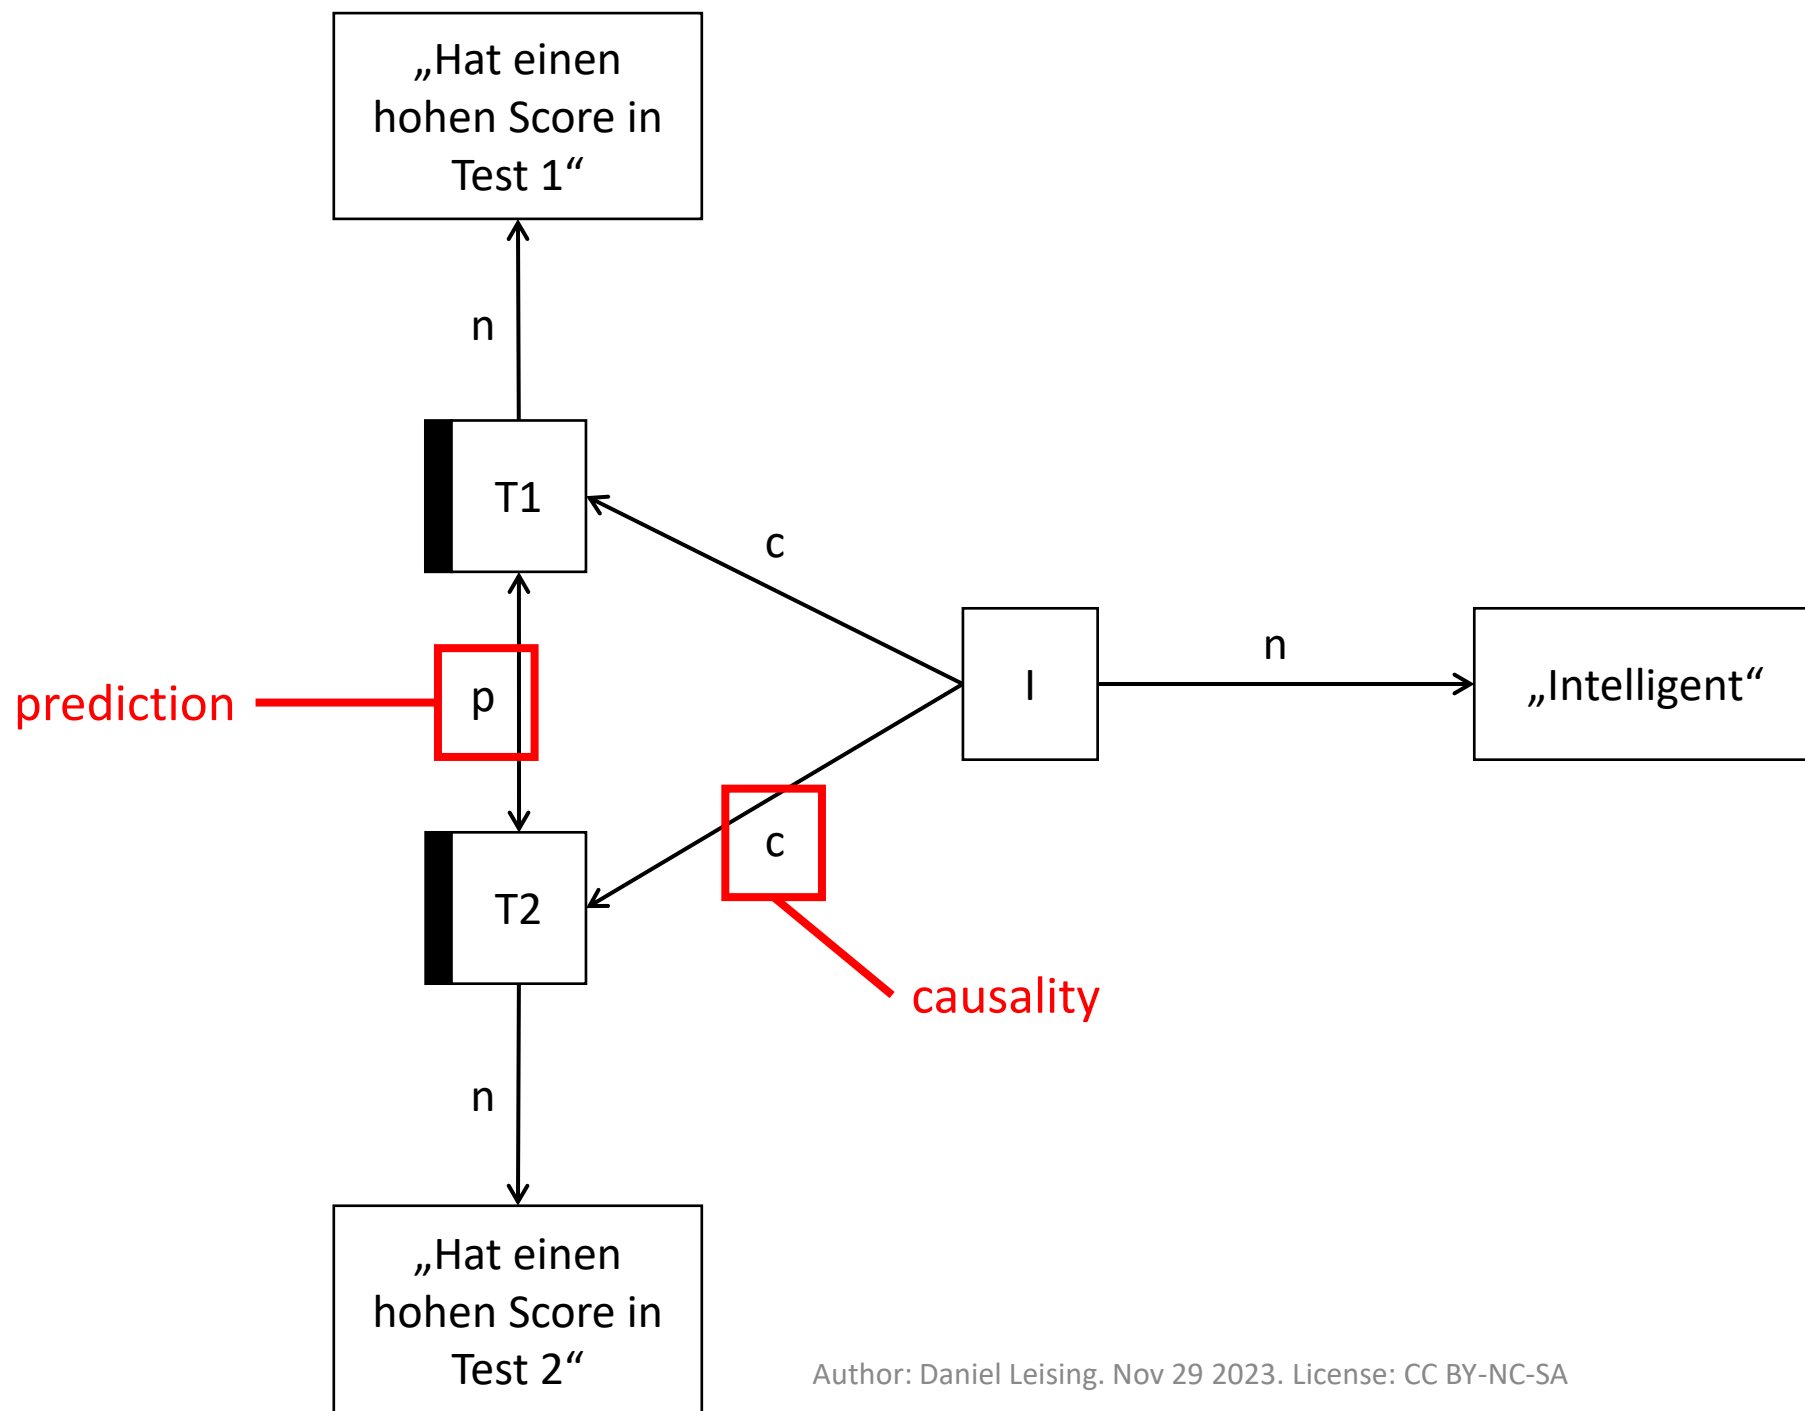 „Hat einen
hohen Score in
Test 1“
n
T1
c
n
prediction
p
I
„Intelligent“
c
T2
causality
n
„Hat einen
hohen Score in
Test 2“
Author: Daniel Leising. Nov 29 2023. License: CC BY-NC-SA